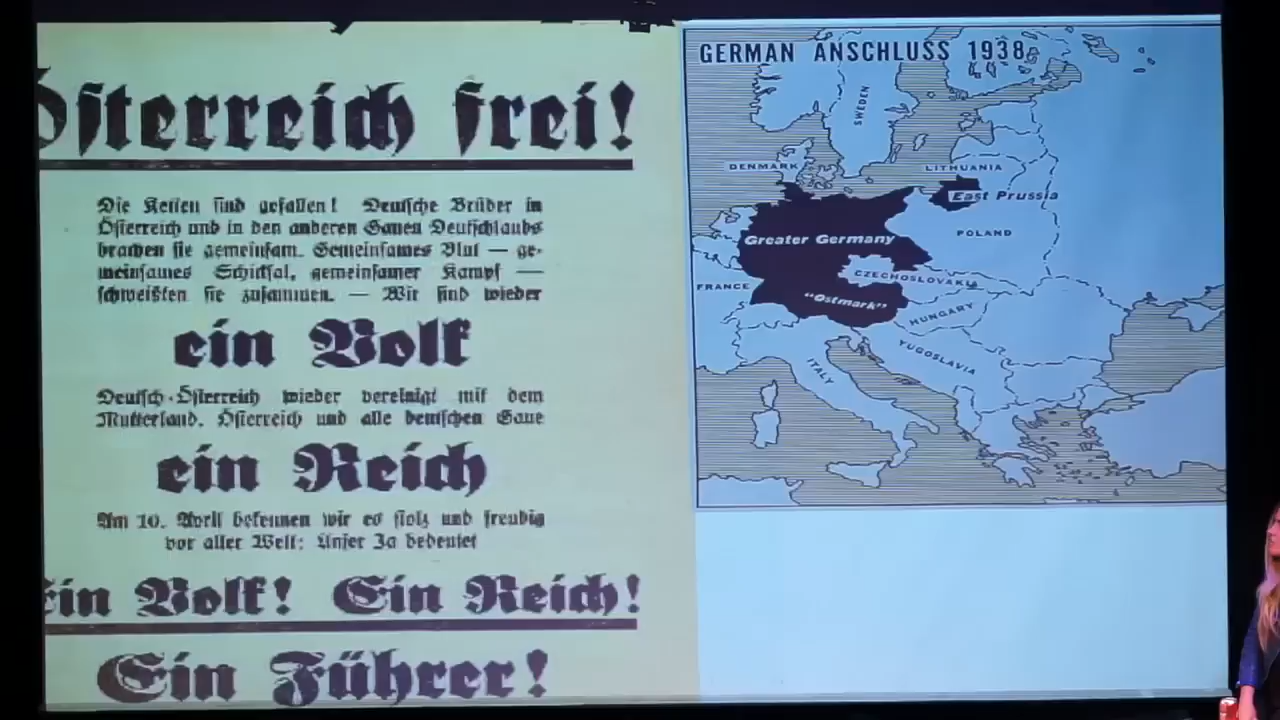 Österreich frei!
Die Ketten sind gefallen! Deutsche Brüder in
Österreich und in den anderen Gauen Deutschlands
brachen sie gemeinsam. Gemeinsames Blut — ge-
meinsames Schicksal, gemeinsamer Kampf —
schweißten sie zusammen. — Wir sind wieder
ein Volk
Deutsch-Österreich wieder vereinigt mit dem
Mutterland. Österreich und alle deutschen Gaue
ein Reich
Am 10. April bekennen wir es stolz und freudig
vor aller Welt: Unser Ja bedeutet
Ein Volk! Ein Reich!
Ein Führer!
GERMAN ANSCHLUSS 1938
SWEDEN
DENMARK
LITHUANIA
East Prussia
POLAND
Greater Germany
CZECHOSLOVAKIA
FRANCE
"Ostmark"
HUNGARY
YUGOSLAVIA
ITALY